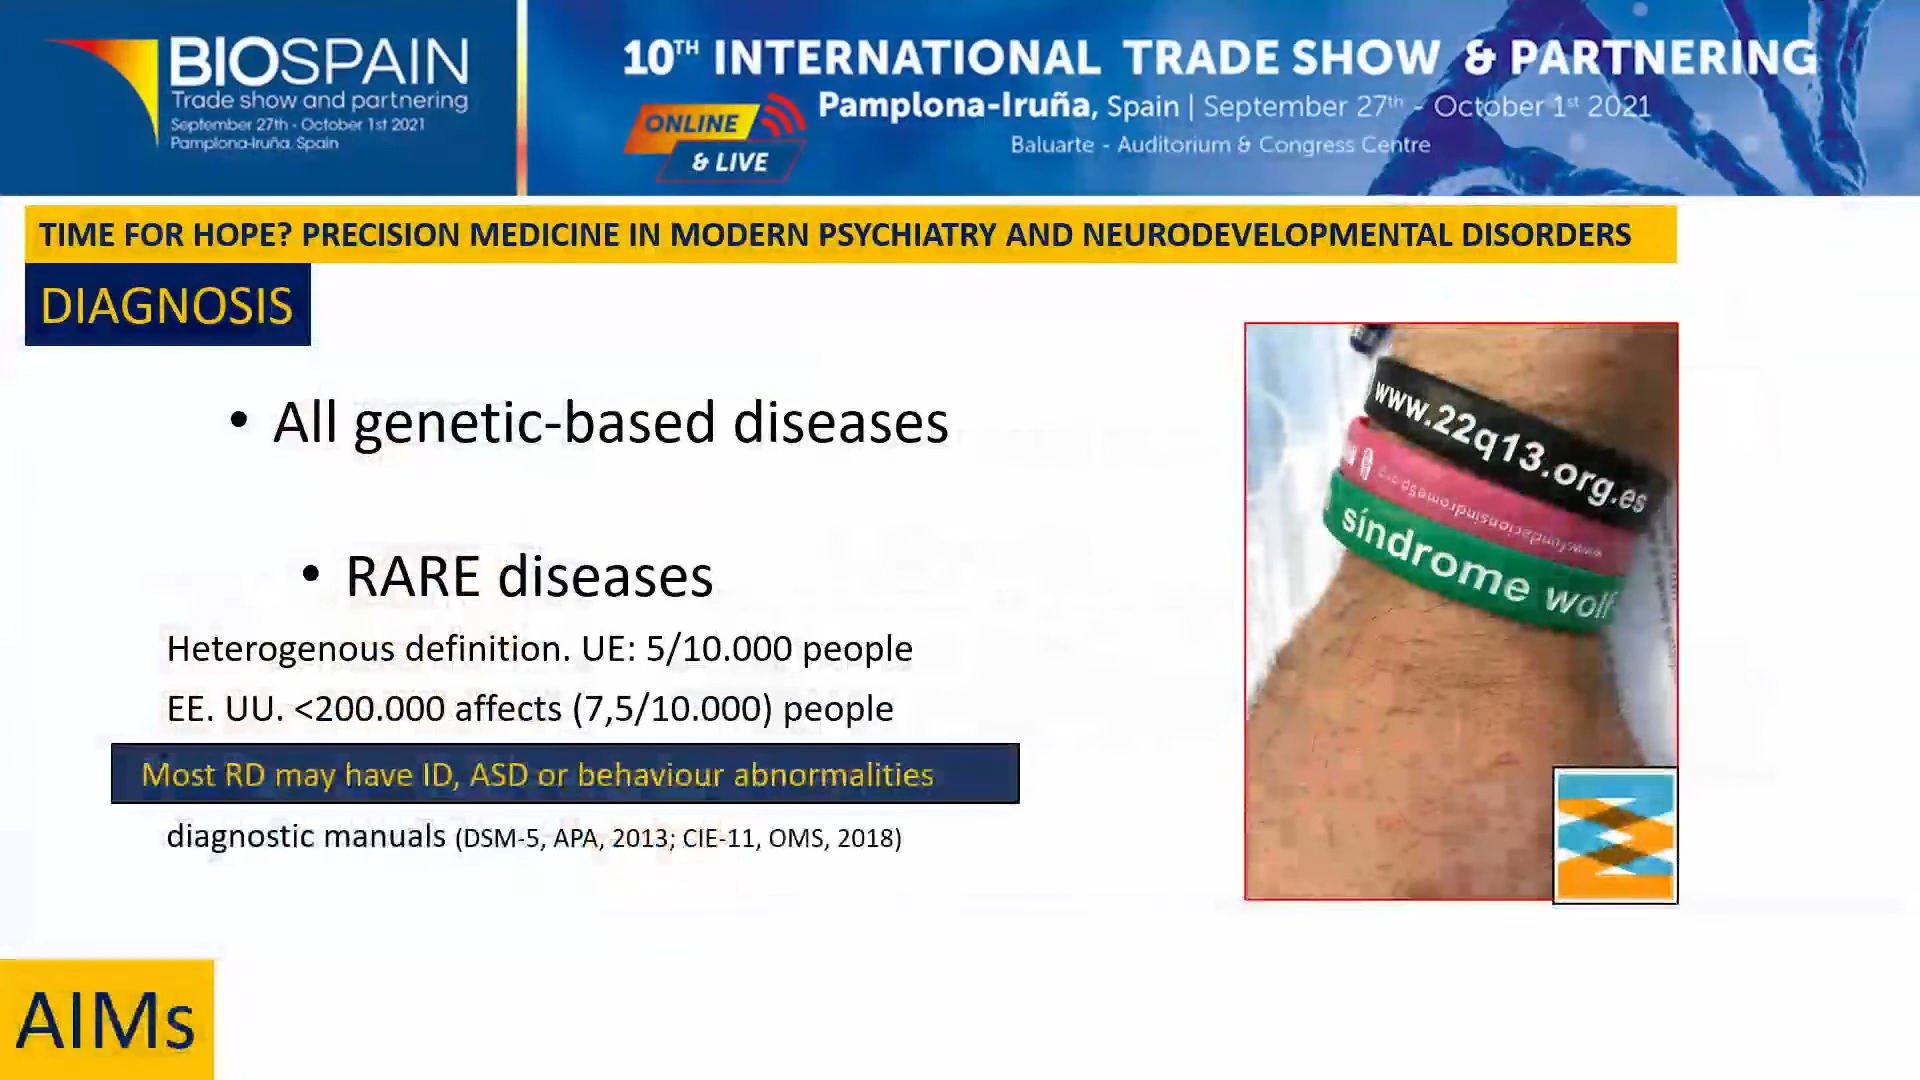 BIOSPAIN
Trade show and partnering
September 27th - October 1st 2021
Pamplona-Iruña, Spain
10TH INTERNATIONAL TRADE SHOW & PARTNERING
ONLINE
& LIVE
Pamplona-Iruña, Spain | September 27th - October 1st 2021
Baluarte - Auditorium & Congress Centre
TIME FOR HOPE? PRECISION MEDICINE IN MODERN PSYCHIATRY AND NEURODEVELOPMENTAL DISORDERS
DIAGNOSIS
• All genetic-based diseases
• RARE diseases
Heterogenous definition. UE: 5/10.000 people
EE. UU. <200.000 affects (7,5/10.000) people
Most RD may have ID, ASD or behaviour abnormalities
diagnostic manuals (DSM-5, APA, 2013; CIE-11, OMS, 2018)
www.22q13.org.es
síndrome wolf
AIMs